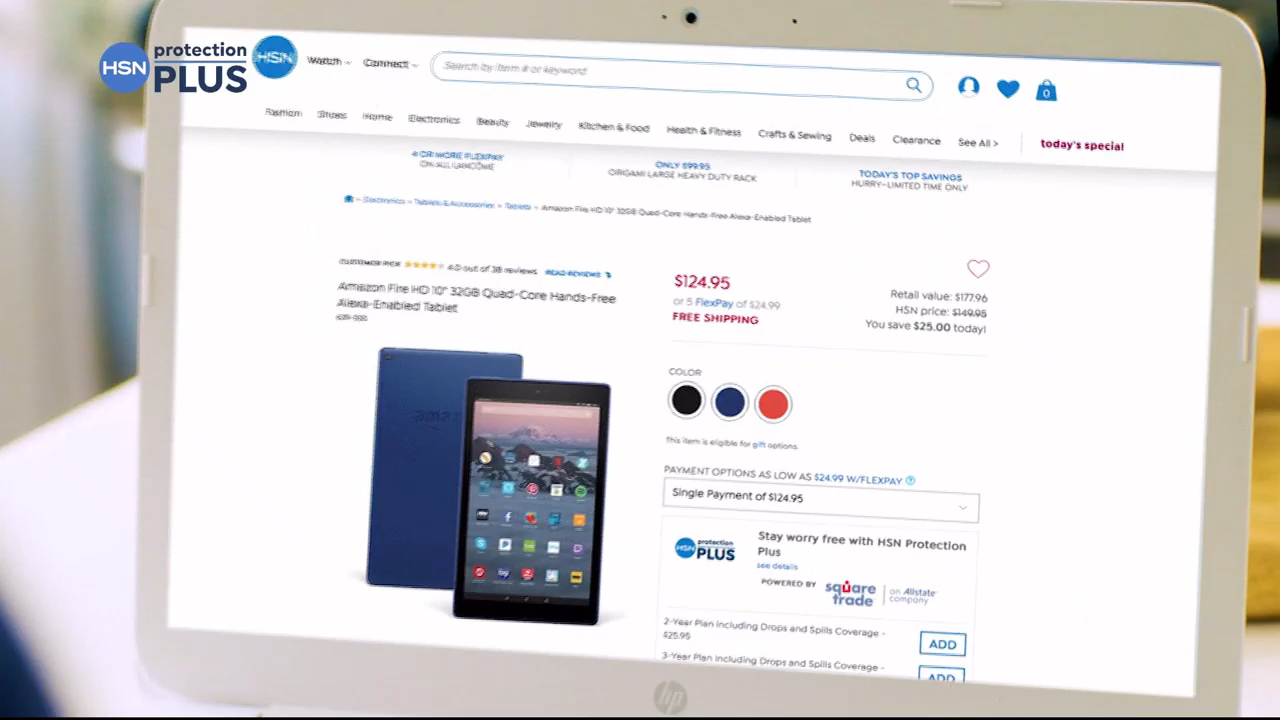 HSN protection PLUS
HSN Watch Connect Search by item # or keyword 0
Fashion Shoes Home Electronics Beauty Jewelry Kitchen & Food Health & Fitness Crafts & Sewing Deals Clearance See All > today's special
4 OR MORE FLEXPAY
ON ALL LANCOME
ONLY $99.95
ORIGAMI LARGE HEAVY DUTY RACK
TODAY'S TOP SAVINGS
HURRY–LIMITED TIME ONLY
> Electronics > Tablets & Accessories > Tablets > Amazon Fire HD 10" 32GB Quad-Core Hands-Free Alexa-Enabled Tablet
CUSTOMER PICK 4.0 out of 38 reviews READ REVIEWS
Amazon Fire HD 10" 32GB Quad-Core Hands-Free
Alexa-Enabled Tablet
$124.95
or 5 FlexPay of $24.99
FREE SHIPPING
Retail value: $177.96
HSN price: $149.95
You save $25.00 today!
COLOR
This item is eligible for gift options.
PAYMENT OPTIONS AS LOW AS $24.99 W/FLEXPAY ?
Single Payment of $124.95
HSN protection PLUS
Stay worry free with HSN Protection
Plus
see details
POWERED BY square trade an Allstate company
2-Year Plan Including Drops and Spills Coverage -
$25.95
ADD
3-Year Plan Including Drops and Spills Coverage -
ADD
amaz
hp